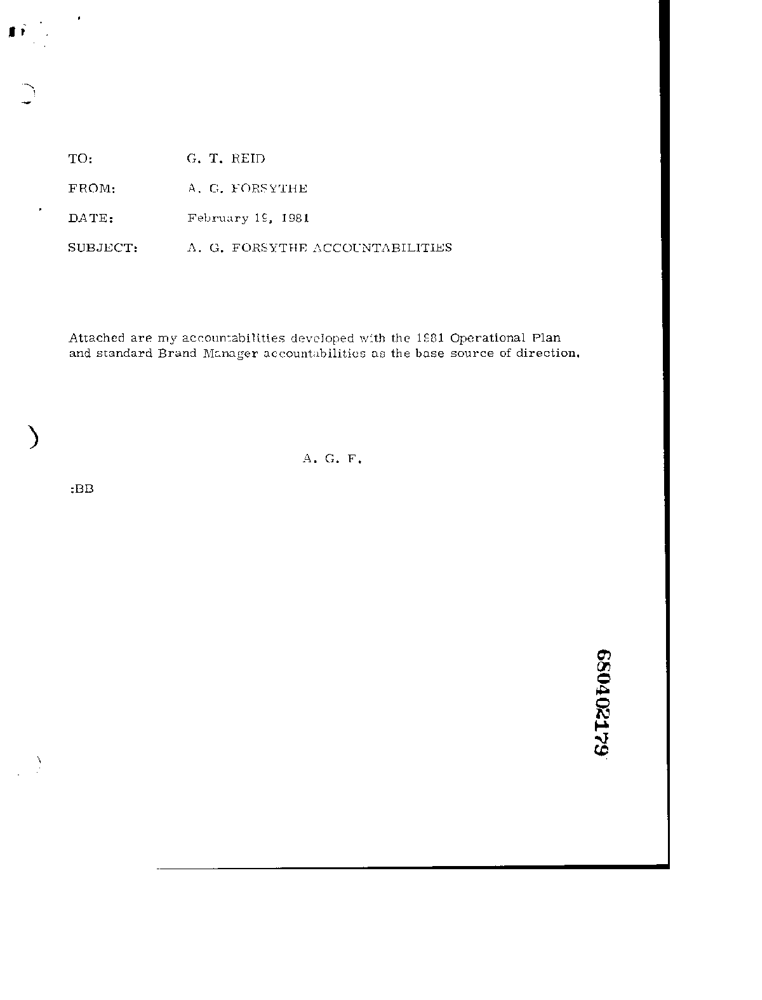 TO: G. T. REID
FROM: A. G. FORSYTHE
DATE: February 19, 1981
SUBJECT: A. G. FORSYTHE ACCOUNTABILITIES
Attached are my accountabilities developed with the 1981 Operational Plan
and standard Brand Manager accountabilities as the base source of direction.
A. G. F.
:BB
680402179